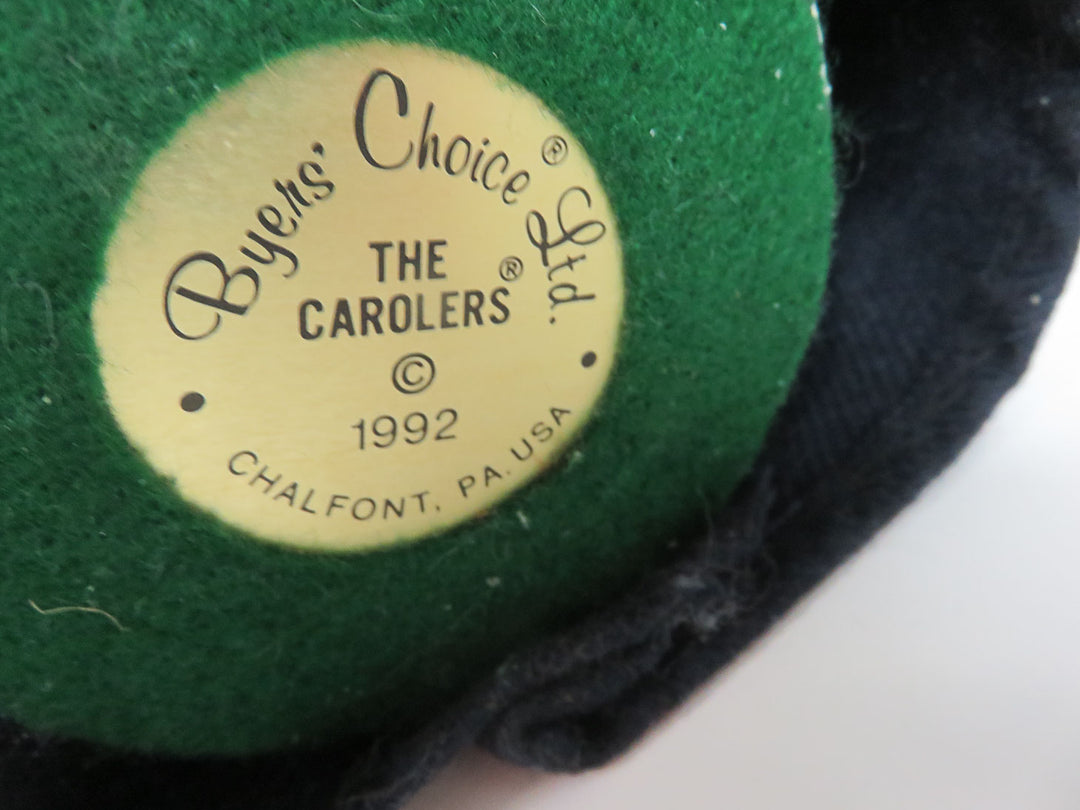 Byers' Choice® Ltd.
THE
CAROLERS®
©
1992
CHALFONT, PA. USA